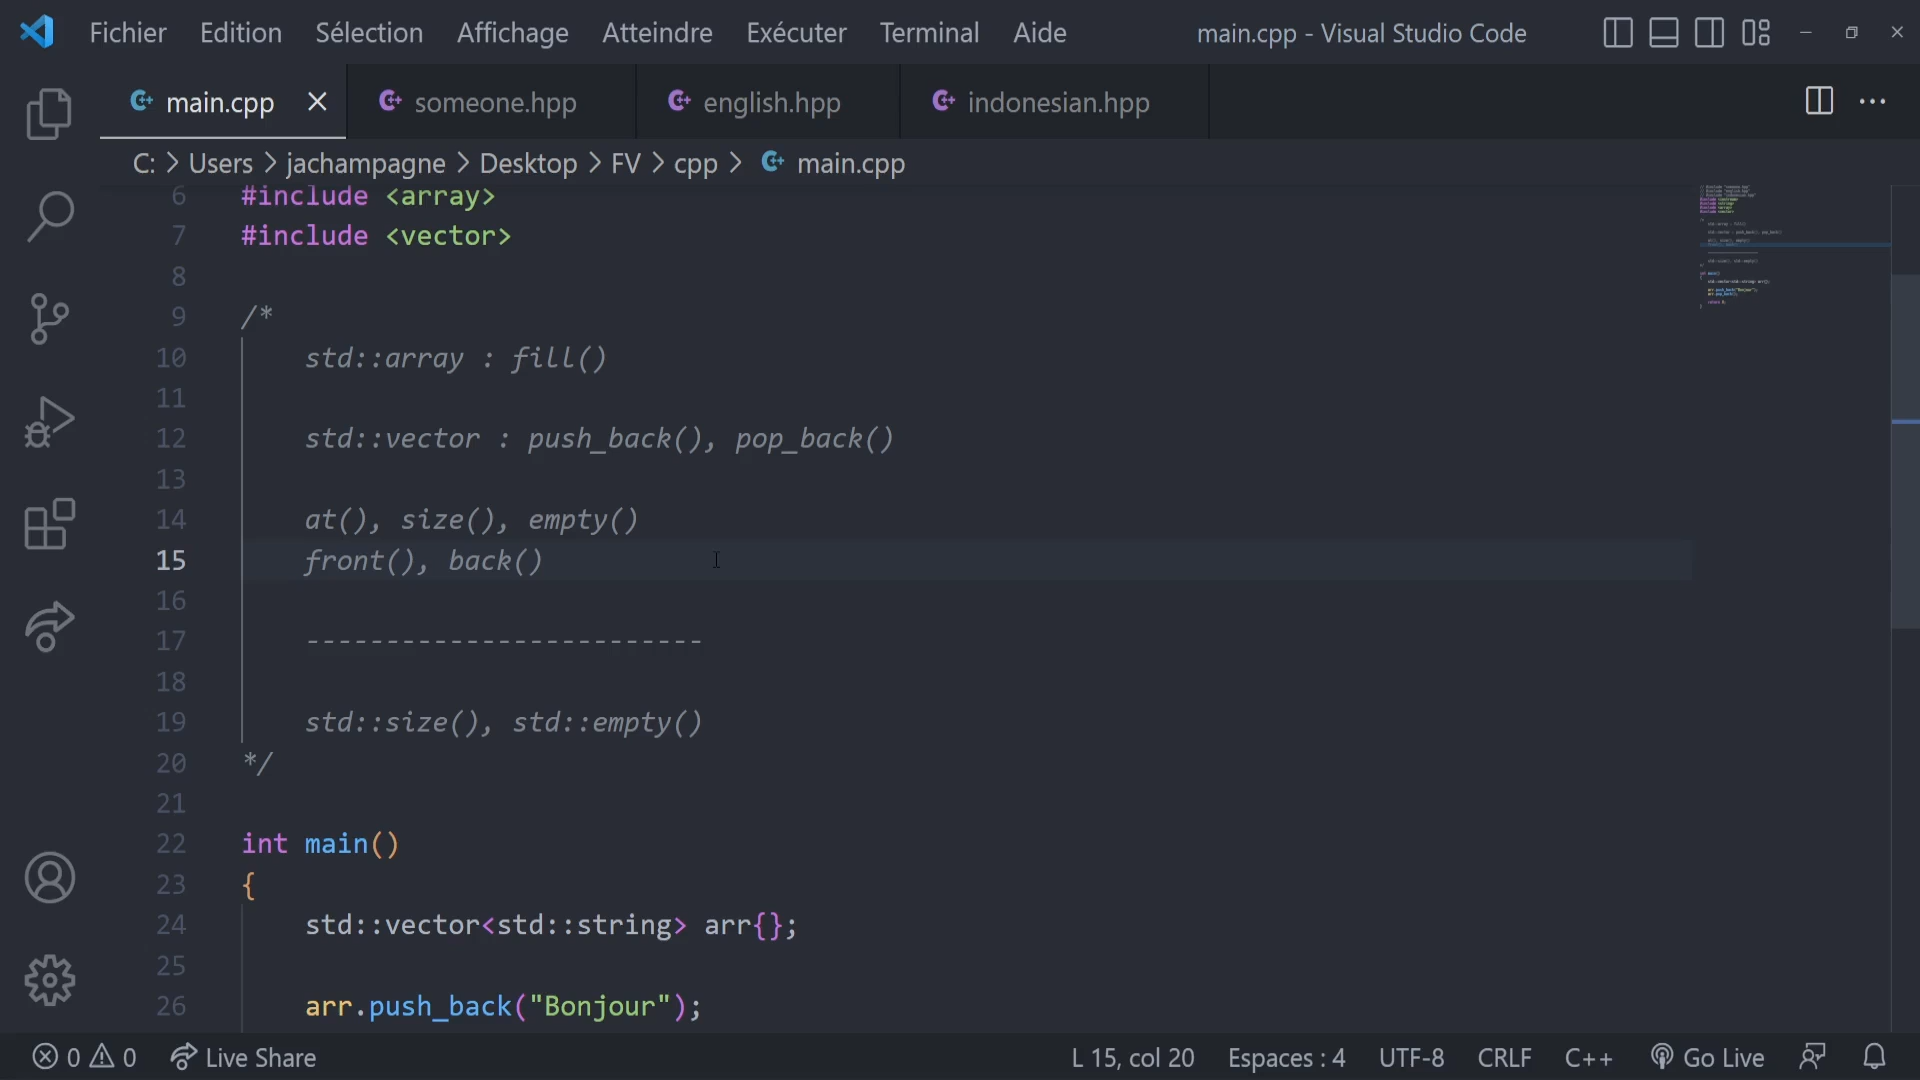 Fichier Edition Sélection Affichage Atteindre Exécuter Terminal Aide main.cpp - Visual Studio Code
main.cpp someone.hpp english.hpp indonesian.hpp
C: > Users > jachampagne > Desktop > FV > cpp > main.cpp
6 #include <array>
7 #include <vector>
8
9 /*
10 std::array : fill()
11
12 std::vector : push_back(), pop_back()
13
14 at(), size(), empty()
15 front(), back()
16
17 -------------------------
18
19 std::size(), std::empty()
20 */
21
22 int main()
23 {
24 std::vector<std::string> arr{};
25
26 arr.push_back("Bonjour");
0 0 Live Share L 15, col 20 Espaces : 4 UTF-8 CRLF C++ Go Live